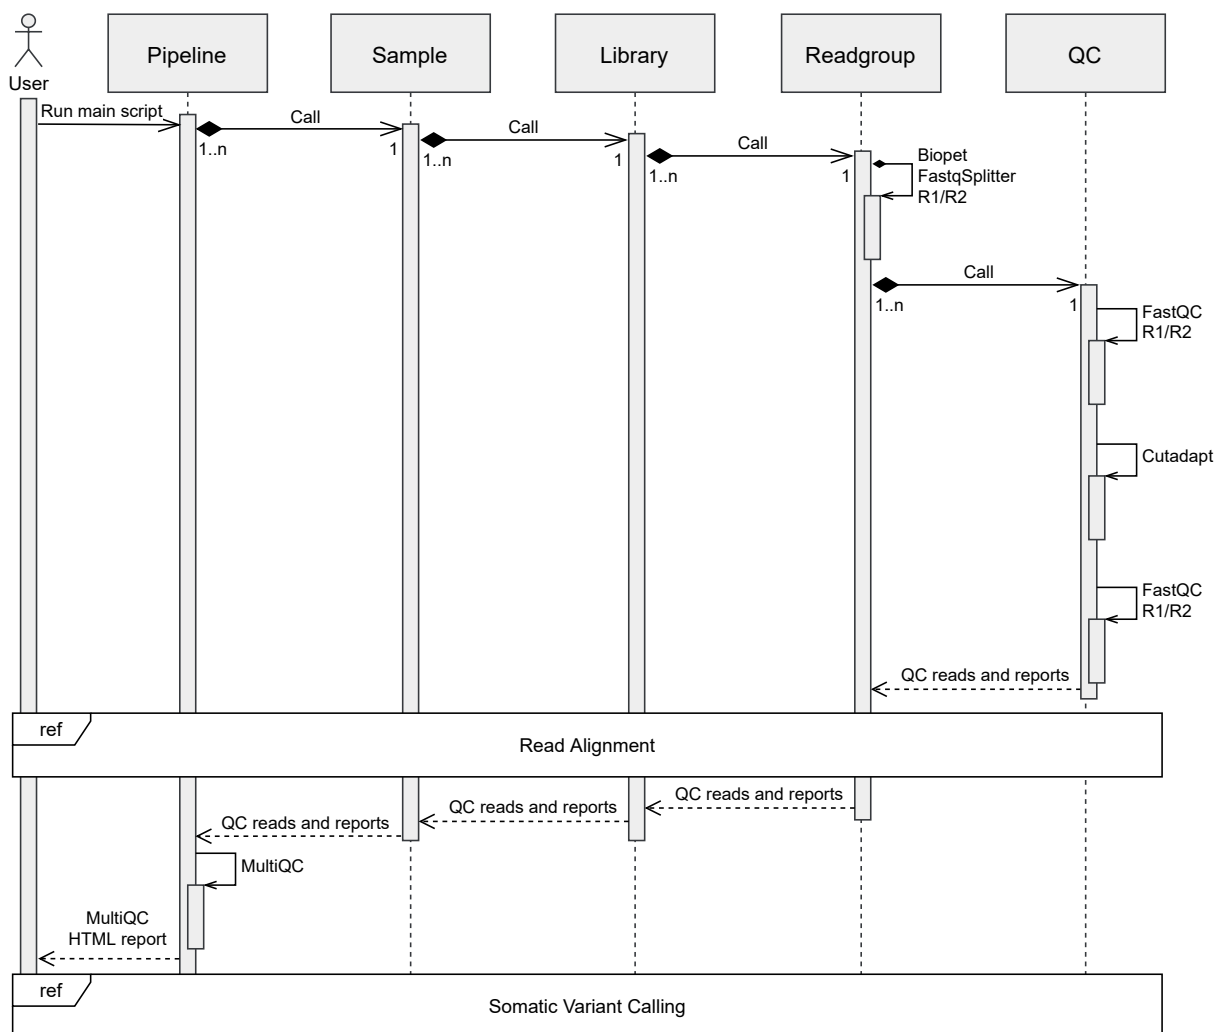 User
Pipeline
Sample
Library
Readgroup
QC
Run main script
Call
1..n
1
Call
1..n
1
Call
1..n
1
Biopet
FastqSplitter
R1/R2
Call
1..n
1
FastQC
R1/R2
Cutadapt
FastQC
R1/R2
QC reads and reports
ref
Read Alignment
QC reads and reports
QC reads and reports
QC reads and reports
MultiQC
MultiQC
HTML report
ref
Somatic Variant Calling